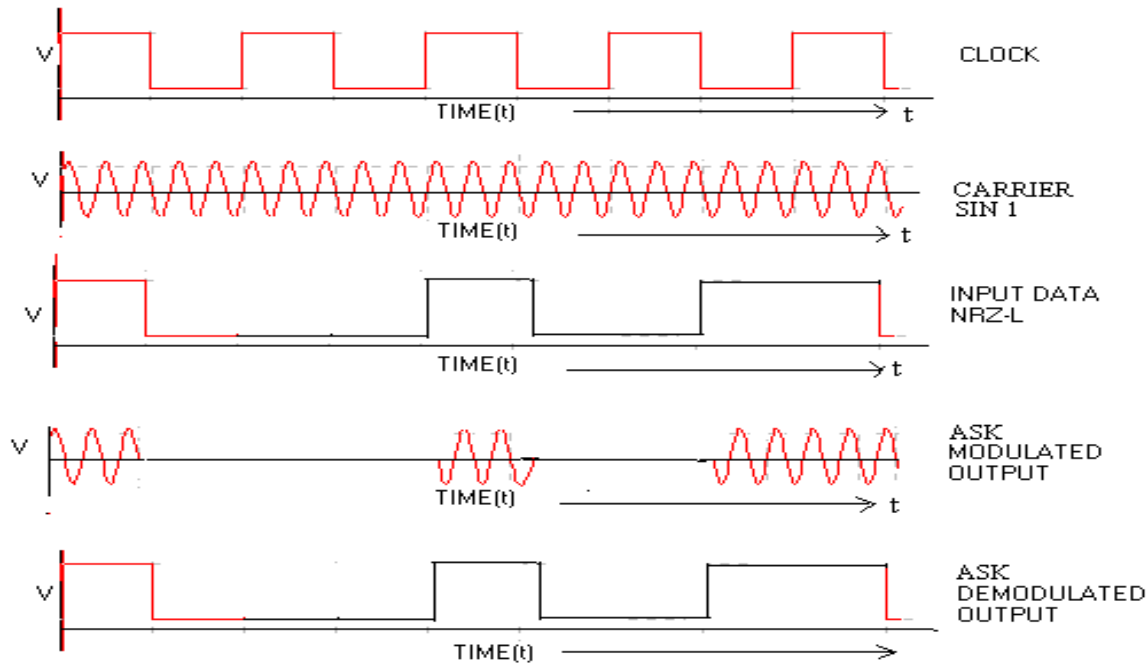 V
CLOCK
TIME(t)
t
V
CARRIER
SIN 1
TIME(t)
t
V
INPUT DATA
NRZ-L
TIME(t)
t
V
ASK
MODULATED
OUTPUT
TIME(t)
t
V
ASK
DEMODULATED
OUTPUT
TIME(t)